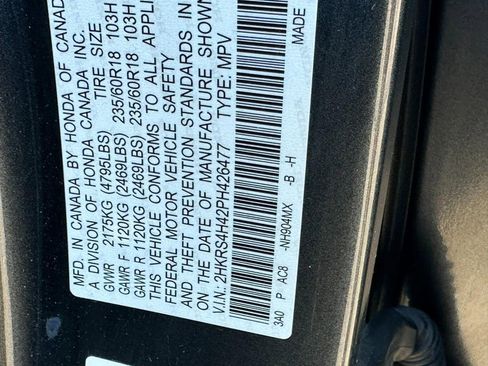 MFD. IN CANADA BY HONDA OF CANADA
A DIVISION OF HONDA CANADA INC.
TIRE SIZE
GVWR 2175KG (4795LBS)
GAWR F 1120KG (2469LBS) 235/60R18 103H
GAWR R 1120KG (2469LBS) 235/60R18 103H
THIS VEHICLE CONFORMS TO ALL APPLI
FEDERAL MOTOR VEHICLE SAFETY
AND THEFT PREVENTION STANDARDS IN
ON THE DATE OF MANUFACTURE SHOWN
V.I.N.: 2HKRS4H42PH426477 TYPE: MPV
3A0 P AC8 -NH904MX -B -H MADE